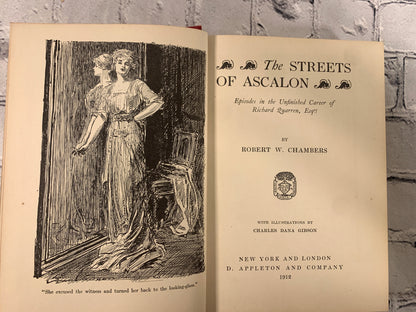 The STREETS
OF ASCALON
Episodes in the Unfinished Career of
Richard Quarren, Esqre
BY
ROBERT W. CHAMBERS
WITH ILLUSTRATIONS BY
CHARLES DANA GIBSON
NEW YORK AND LONDON
D. APPLETON AND COMPANY
1912
"She excused the witness and turned her back to the looking-glass."